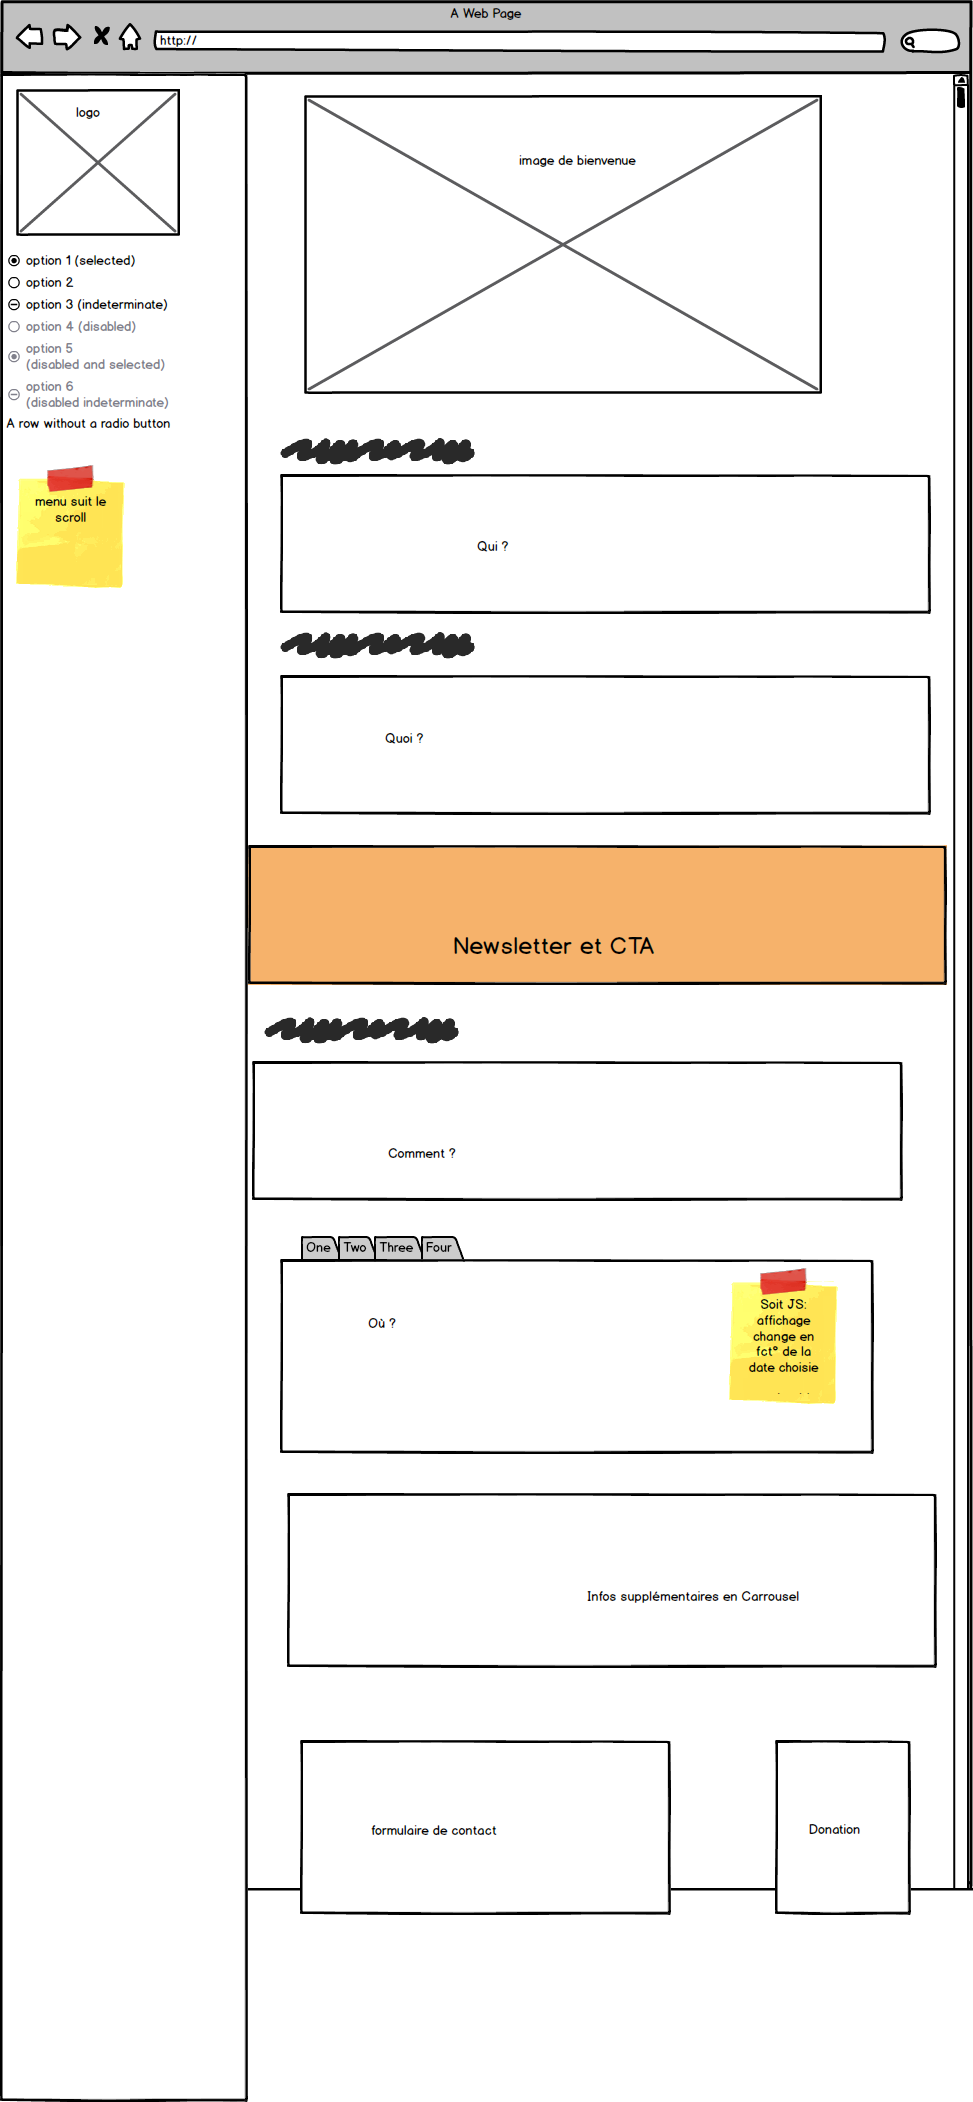 A Web Page
http://
logo
option 1 (selected)
option 2
option 3 (indeterminate)
option 4 (disabled)
option 5
(disabled and selected)
option 6
(disabled indeterminate)
A row without a radio button
menu suit le
scroll
image de bienvenue
Qui ?
Quoi ?
Newsletter et CTA
Comment ?
One Two Three Four
Où ?
Soit JS:
affichage
change en
fct° de la
date choisie
Infos supplémentaires en Carrousel
formulaire de contact
Donation